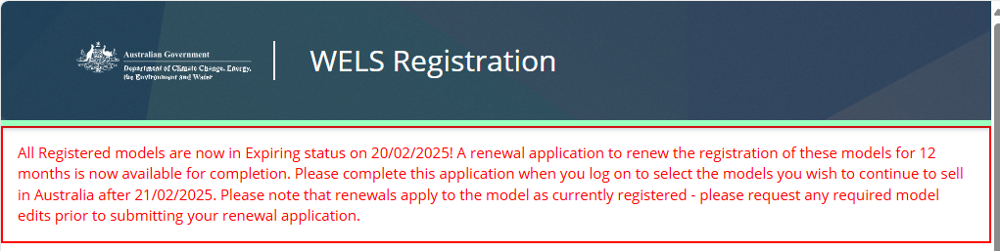 Australian Government
Department of Climate Change, Energy,
the Environment and Water
WELS Registration
All Registered models are now in Expiring status on 20/02/2025! A renewal application to renew the registration of these models for 12
months is now available for completion. Please complete this application when you log on to select the models you wish to continue to sell
in Australia after 21/02/2025. Please note that renewals apply to the model as currently registered - please request any required model
edits prior to submitting your renewal application.